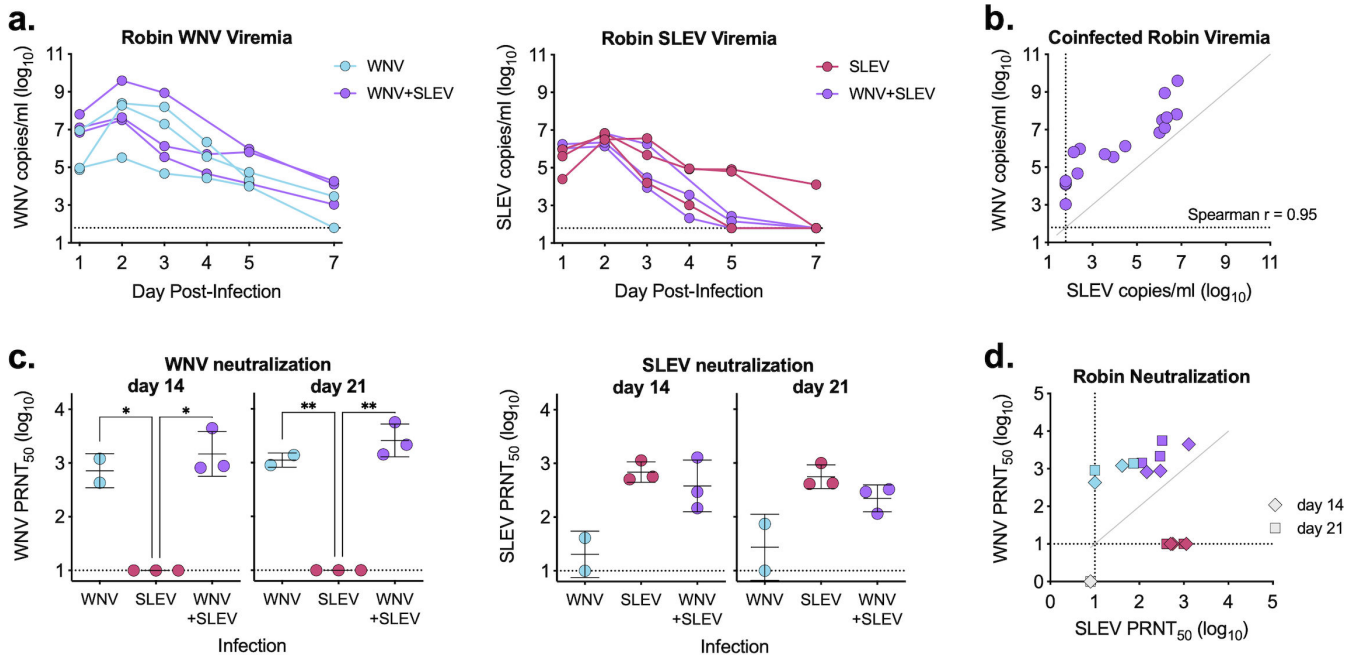 a.
Robin WNV Viremia
WNV copies/ml (log10)
11
9
7
5
3
1
1 2 3 4 5 7
Day Post-Infection
WNV
WNV+SLEV
Robin SLEV Viremia
SLEV copies/ml (log10)
11
9
7
5
3
1
1 2 3 4 5 7
Day Post-Infection
SLEV
WNV+SLEV
b.
Coinfected Robin Viremia
WNV copies/ml (log10)
11
9
7
5
3
1
Spearman r = 0.95
1 3 5 7 9 11
SLEV copies/ml (log10)
c.
WNV neutralization
day 14 day 21
WNV PRNT50 (log10)
4
3
2
1
* * ** **
WNV SLEV WNV WNV SLEV WNV
+SLEV +SLEV
Infection
SLEV neutralization
day 14 day 21
SLEV PRNT50 (log10)
4
3
2
1
WNV SLEV WNV WNV SLEV WNV
+SLEV +SLEV
Infection
d.
Robin Neutralization
WNV PRNT50 (log10)
5
4
3
2
1
0
0 1 2 3 4 5
SLEV PRNT50 (log10)
day 14
day 21